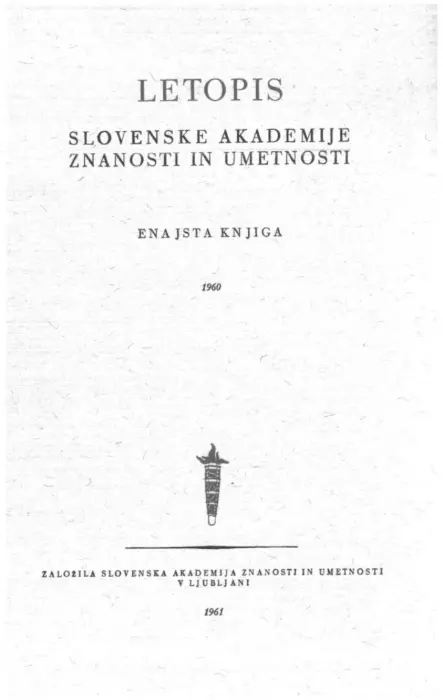 LETOPIS
SLOVENSKE AKADEMIJE
ZNANOSTI IN UMETNOSTI
ENAJSTA KNJIGA
1960
ZALOŽILA SLOVENSKA AKADEMIJA ZNANOSTI IN UMETNOSTI
V LJUBLJANI
1961